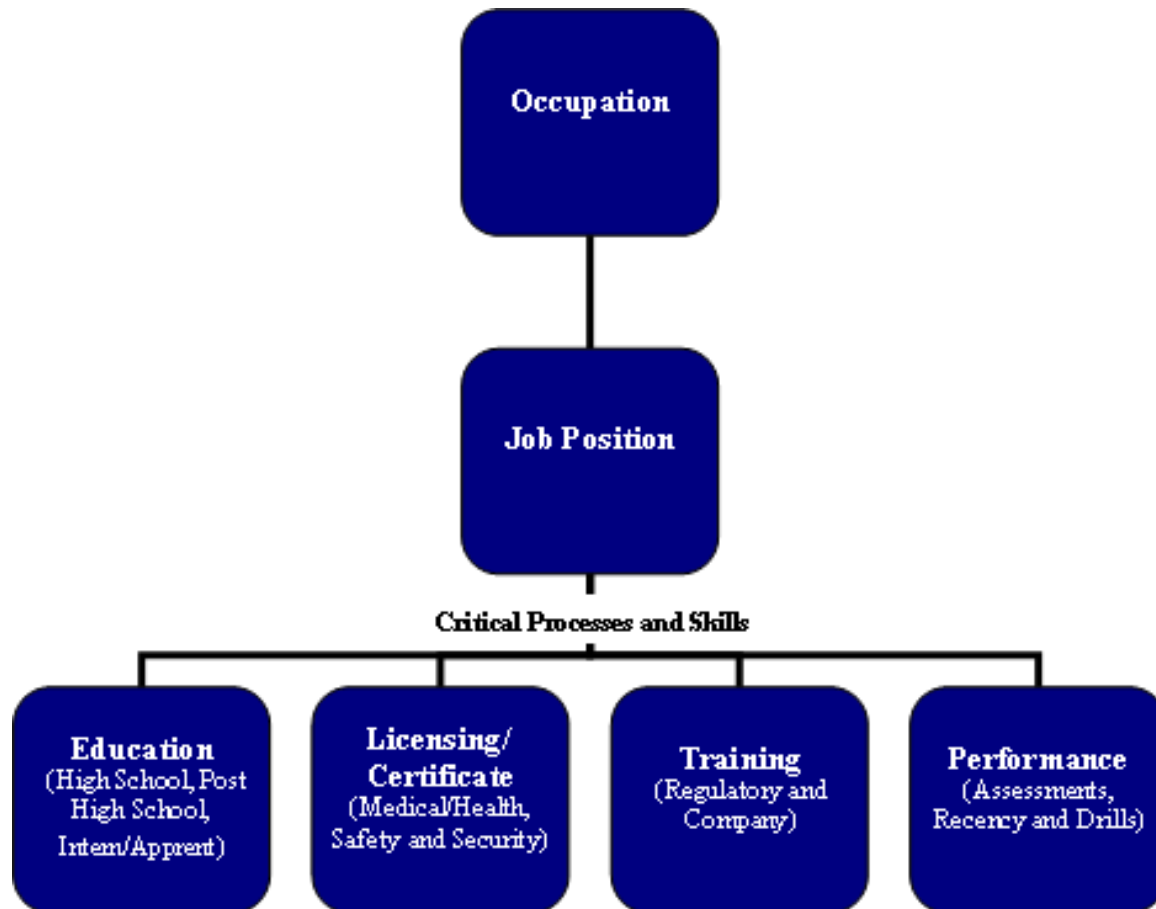 Occupation
Job Position
Critical Processes and Skills
Education
(High School, Post
High School,
Intern/Apprent)
Licensing/
Certificate
(Medical/Health,
Safety and Security)
Training
(Regulatory and
Company)
Performance
(Assessments,
Recency and Drills)